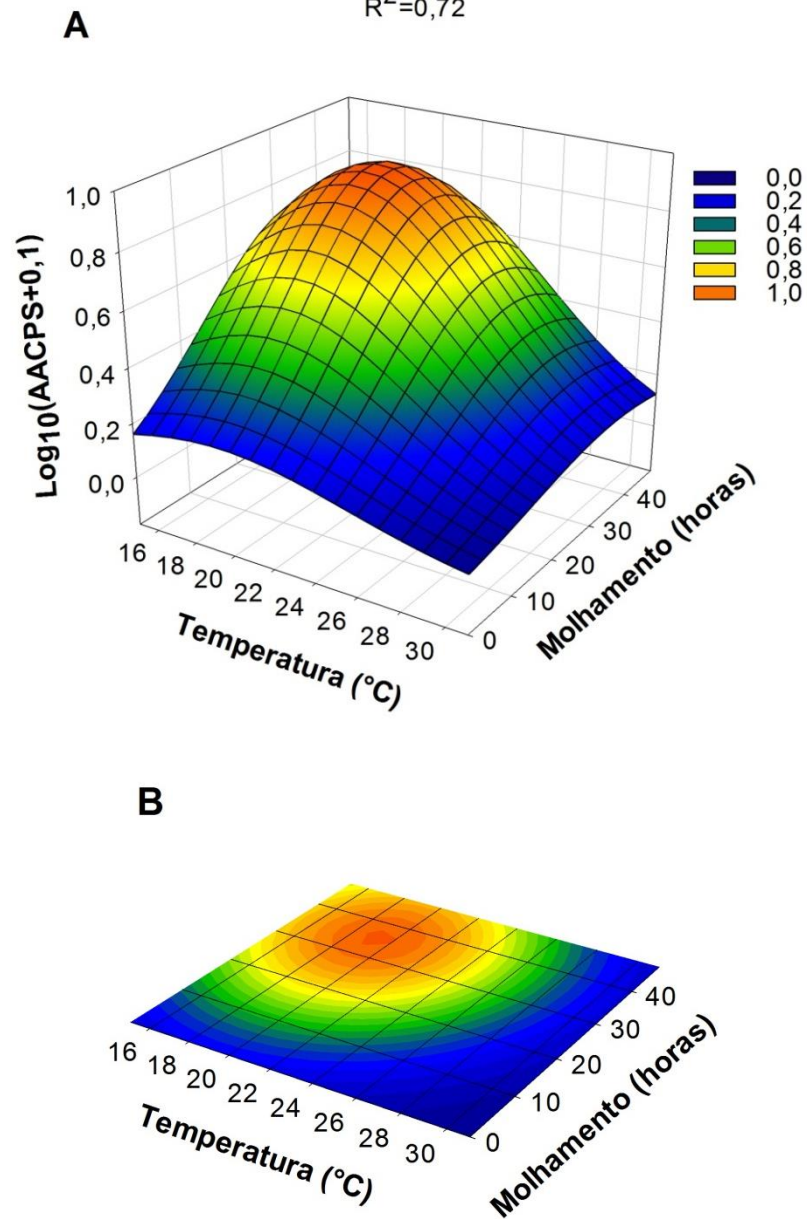 R²=0,72
A
Log10(AACPS+0,1)
1,0
0,8
0,6
0,4
0,2
0,0
0,0
0,2
0,4
0,6
0,8
1,0
16 18 20 22 24 26 28 30
Temperatura (°C)
0 10 20 30 40
Molhamento (horas)
B
16 18 20 22 24 26 28 30
Temperatura (°C)
0 10 20 30 40
Molhamento (horas)